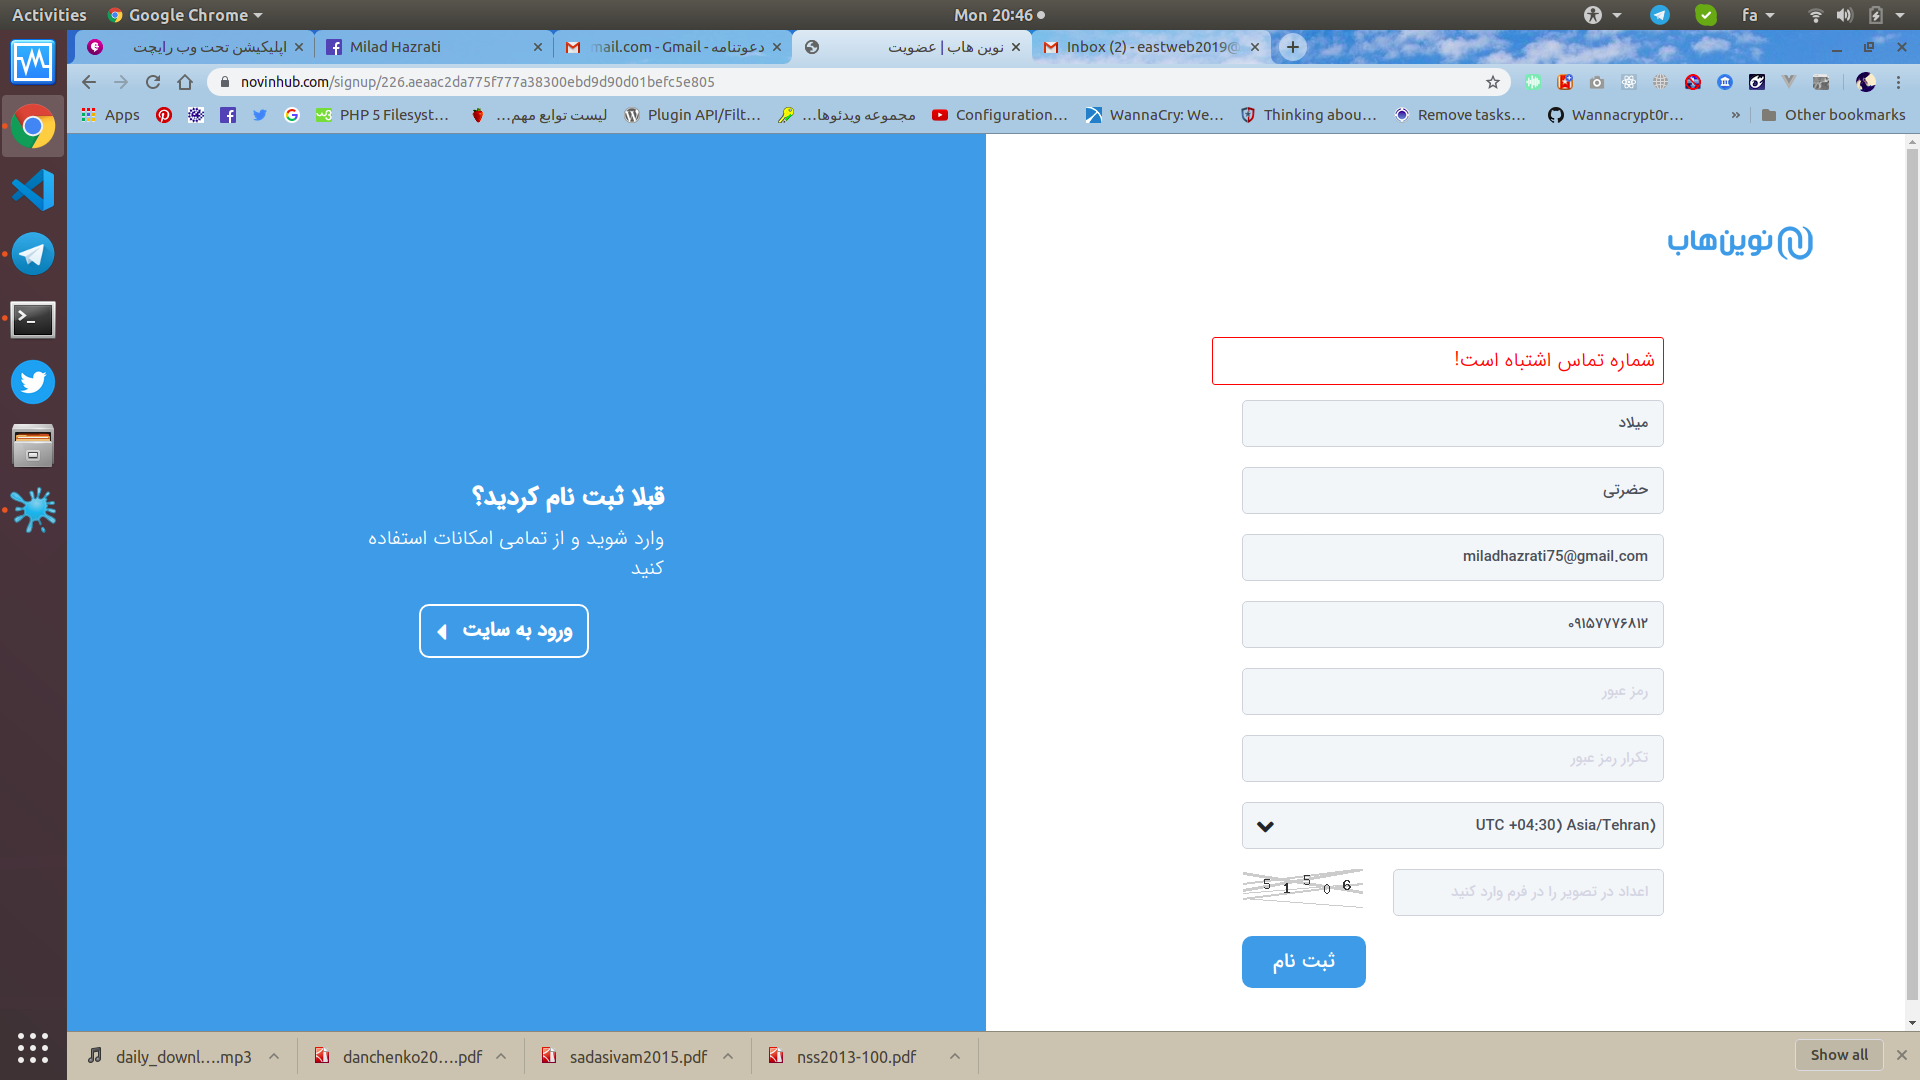 Activities
Google Chrome
Mon 20:46
fa
اپلیکیشن تحت وب رایچت
Milad Hazrati
دعوتنامه - mail.com - Gmail
نوین هاب | عضویت
Inbox (2) - eastweb2019@
novinhub.com/signup/226.aeaac2da775f777a38300ebd9d90d01befc5e805
Apps
PHP 5 Filesyst...
لیست توابع مهم...
Plugin API/Filt...
مجموعه ویدئوها...
Configuration...
WannaCry: We...
Thinking abou...
Remove tasks...
Wannacrypt0r...
»
Other bookmarks
نوین‌هاب
شماره تماس اشتباه است!
میلاد
حضرتی
miladhazrati75@gmail.com
۰۹۱۵۷۷۷۶۸۱۲
رمز عبور
تکرار رمز عبور
UTC +04:30) Asia/Tehran)
5 1 5 0 6
اعداد در تصویر را در فرم وارد کنید
ثبت نام
قبلا ثبت نام کردید؟
وارد شوید و از تمامی امکانات استفاده
کنید
ورود به سایت
daily_downl....mp3
danchenko20....pdf
sadasivam2015.pdf
nss2013-100.pdf
Show all